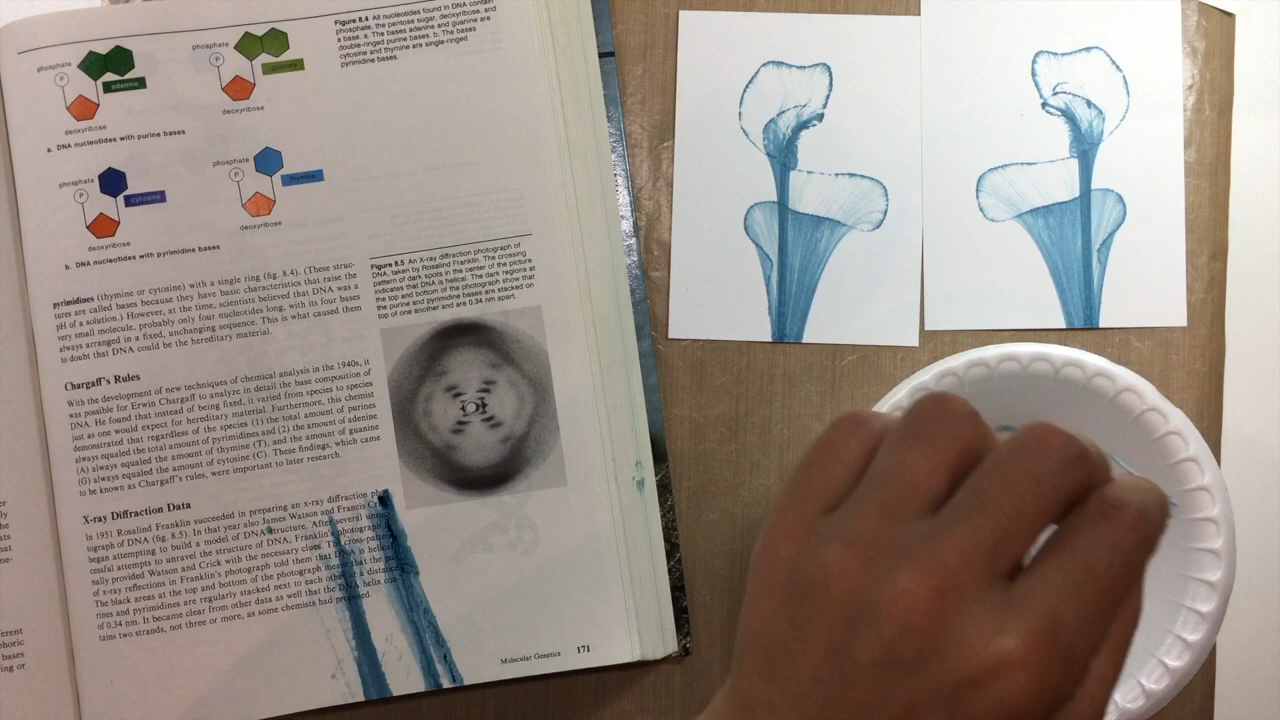 Figure 8.4 All nucleotides found in DNA contain
phosphate, the pentose sugar, deoxyribose, and
a base. a. The bases adenine and guanine are
double-ringed purine bases. b. The bases
cytosine and thymine are single-ringed
pyrimidine bases.
phosphate
P
adenine
deoxyribose
phosphate
P
guanine
deoxyribose
a. DNA nucleotides with purine bases
phosphate
P
cytosine
deoxyribose
phosphate
P
thymine
deoxyribose
b. DNA nucleotides with pyrimidine bases
pyrimidines (thymine or cytosine) with a single ring (fig. 8.4). (These struc-
tures are called bases because they have basic characteristics that raise the
pH of a solution.) However, at the time, scientists believed that DNA was a
very small molecule, probably only four nucleotides long, with its four bases
always arranged in a fixed, unchanging sequence. This is what caused them
to doubt that DNA could be the hereditary material.
Figure 8.5 An X-ray diffraction photograph of
DNA, taken by Rosalind Franklin. The crossing
pattern of dark spots in the center of the picture
indicates that DNA is helical. The dark regions at
the top and bottom of the photograph show that
the purine and pyrimidine bases are stacked on
top of one another and are 0.34 nm apart.
Chargaff's Rules
With the development of new techniques of chemical analysis in the 1940s, it
was possible for Erwin Chargaff to analyze in detail the base composition of
DNA. He found that instead of being fixed, it varied from species to species
just as one would expect for hereditary material. Furthermore, this chemist
demonstrated that regardless of the species (1) the total amount of purines
always equaled the total amount of pyrimidines and (2) the amount of adenine
(A) always equaled the amount of thymine (T), and the amount of guanine
(G) always equaled the amount of cytosine (C). These findings, which came
to be known as Chargaff's rules, were important to later research.
X-ray Diffraction Data
In 1951 Rosalind Franklin succeeded in preparing an x-ray diffraction pho-
tograph of DNA (fig. 8.5). In that year also James Watson and Francis
began attempting to build a model of DNA structure. After several
cessful attempts to unravel the structure of DNA, Franklin's photograph
nally provided Watson and Crick with the necessary clues. The cross-pattern
of x-ray reflections in Franklin's photograph told them that DNA is helical.
The black areas at the top and bottom of the photograph meant that the
rines and pyrimidines are regularly stacked next to each other at a distance
of 0.34 nm. It became clear from other data as well that the DNA helix con-
tains two strands, not three or more, as some chemists had proposed.
Molecular Genetics 171
er
ly
he
ats
hat
ne-
ferent
phoric
bases
ing or